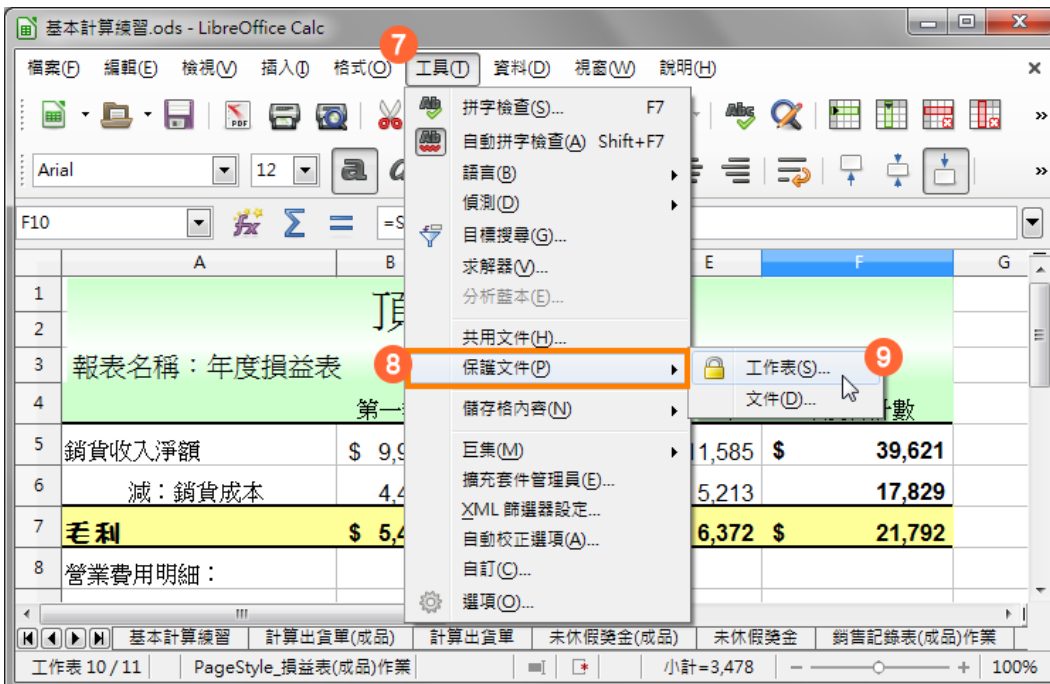 基本計算練習.ods - LibreOffice Calc
7
檔案(F) 編輯(E) 檢視(V) 插入(I) 格式(O) 工具(T) 資料(D) 視窗(W) 說明(H)
拼字檢查(S)... F7
自動拼字檢查(A) Shift+F7
語言(B)
偵測(D)
目標搜尋(G)...
求解器(V)...
分析藍本(E)...
共用文件(H)...
8
保護文件(P)
9
工作表(S)...
文件(D)...
儲存格內容(N)
巨集(M)
擴充套件管理員(E)...
XML 篩選器設定...
自動校正選項(A)...
自訂(C)...
選項(O)...
PDF
Abc
Arial 12 a
F10 =S
A B E F G
1
2
3 報表名稱：年度損益表
4 第一 數
5 銷貨收入淨額 $ 9,9 11,585 $ 39,621
6 減：銷貨成本 4,4 5,213 17,829
7 毛利 $ 5,4 6,372 $ 21,792
8 營業費用明細：
基本計算練習 計算出貨單(成品) 計算出貨單 未休假獎金(成品) 未休假獎金 銷售記錄表(成品)作業
工作表 10 / 11 PageStyle_損益表(成品)作業 小計=3,478 100%